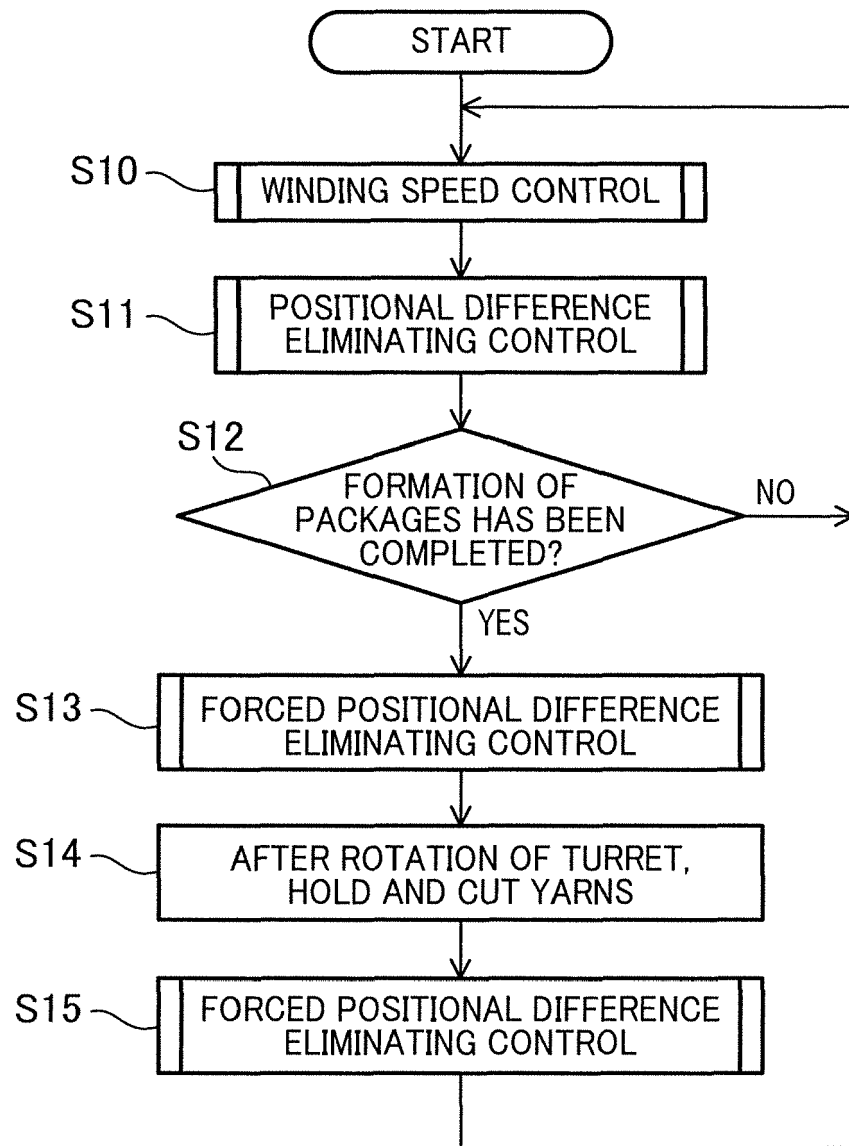 START
S10
WINDING SPEED CONTROL
S11
POSITIONAL DIFFERENCE
ELIMINATING CONTROL
S12
FORMATION OF
PACKAGES HAS BEEN
COMPLETED?
NO
YES
S13
FORCED POSITIONAL DIFFERENCE
ELIMINATING CONTROL
S14
AFTER ROTATION OF TURRET,
HOLD AND CUT YARNS
S15
FORCED POSITIONAL DIFFERENCE
ELIMINATING CONTROL